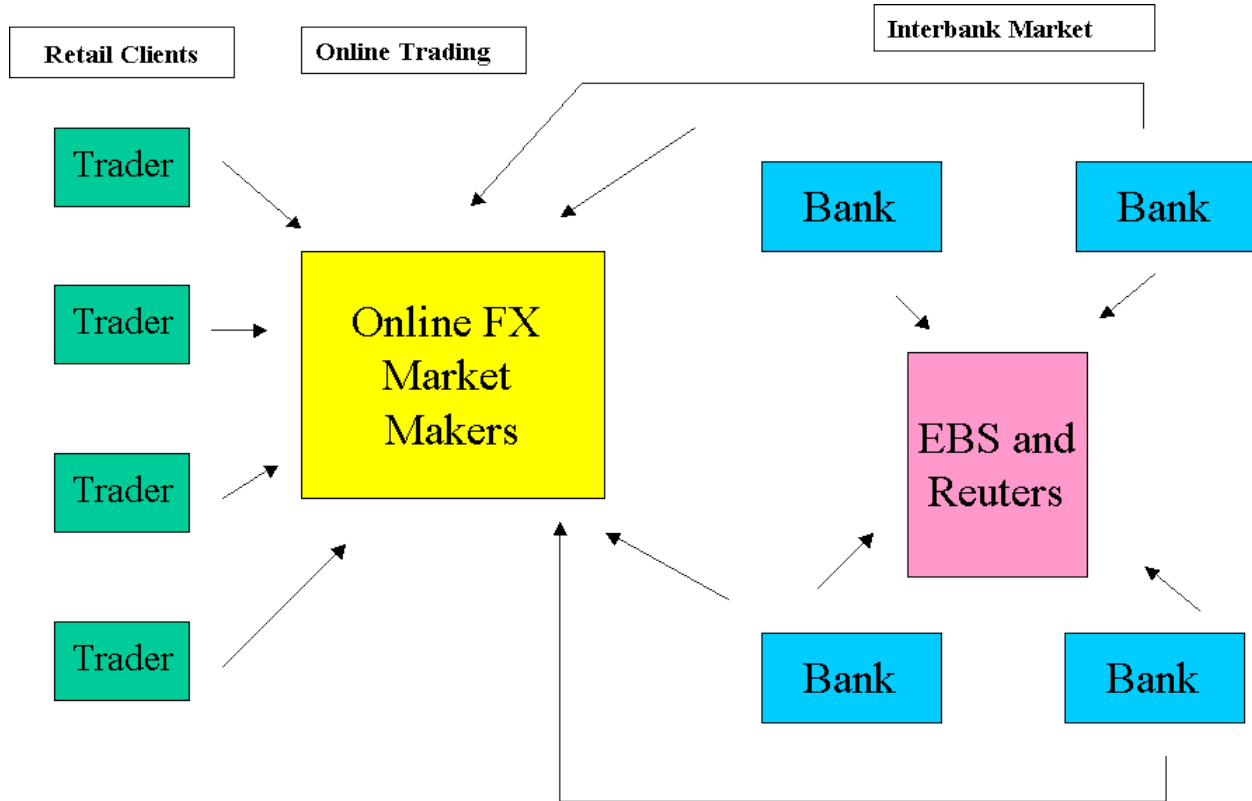 Retail Clients
Online Trading
Interbank Market
Trader
Trader
Trader
Trader
Online FX
Market
Makers
Bank
Bank
EBS and
Reuters
Bank
Bank